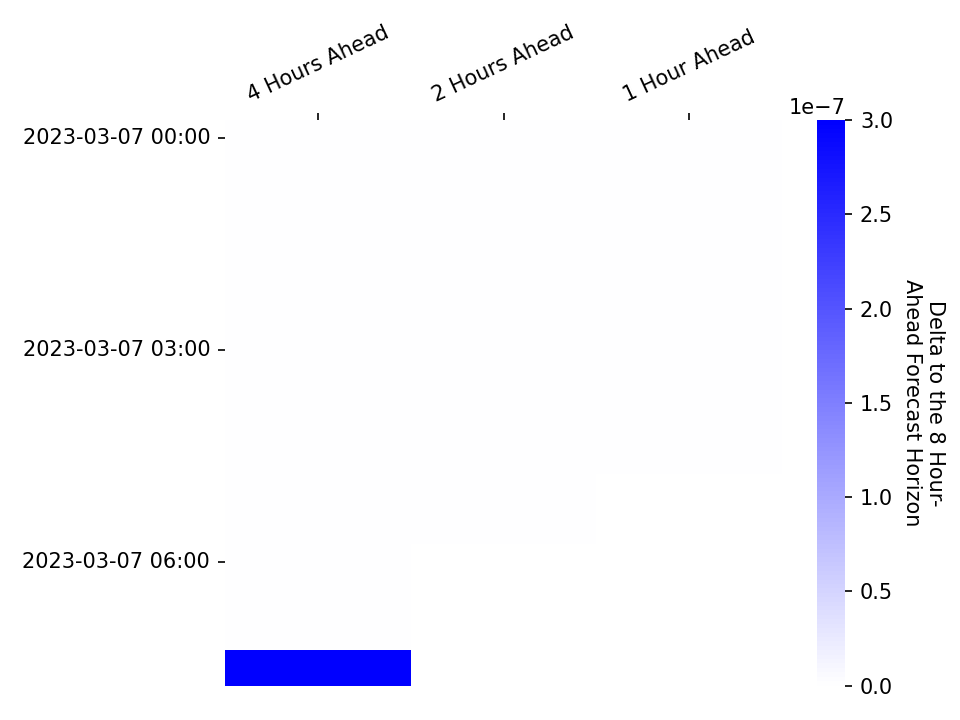 4 Hours Ahead
2 Hours Ahead
1 Hour Ahead
2023-03-07 00:00
2023-03-07 03:00
2023-03-07 06:00
1e−7
3.0
2.5
2.0
1.5
1.0
0.5
0.0
Delta to the 8 Hour-
Ahead Forecast Horizon